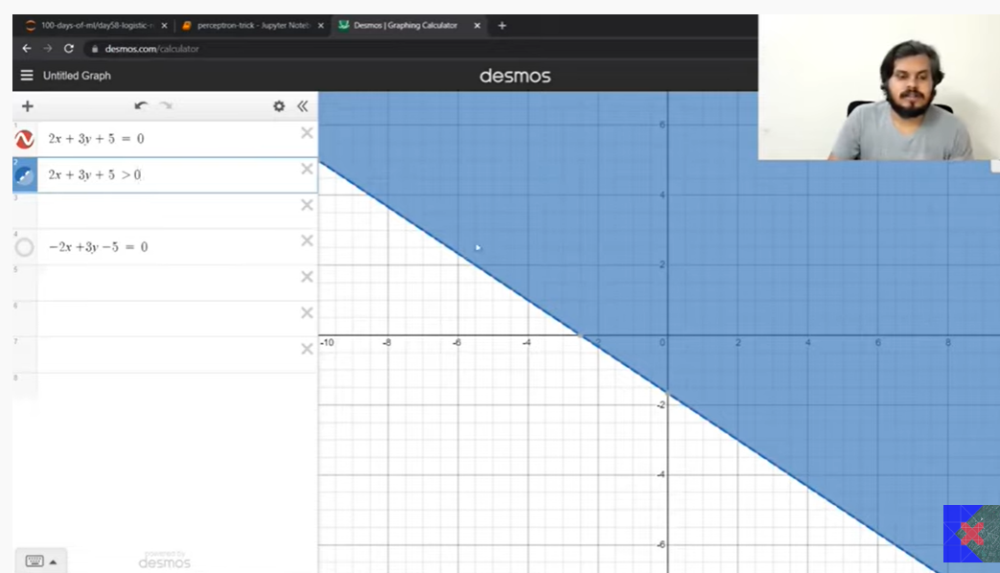 100-days-of-ml/day58-logistic-r
perceptron-trick - Jupyter Noteb
Desmos | Graphing Calculator
desmos.com/calculator
Untitled Graph
desmos
1
2x + 3y + 5 = 0
2
2x + 3y + 5 > 0
3
4
−2x +3y −5 = 0
5
6
7
8
6
4
2
-10
-8
-6
-4
-2
0
2
4
6
8
-2
-4
-6
powered by
desmos